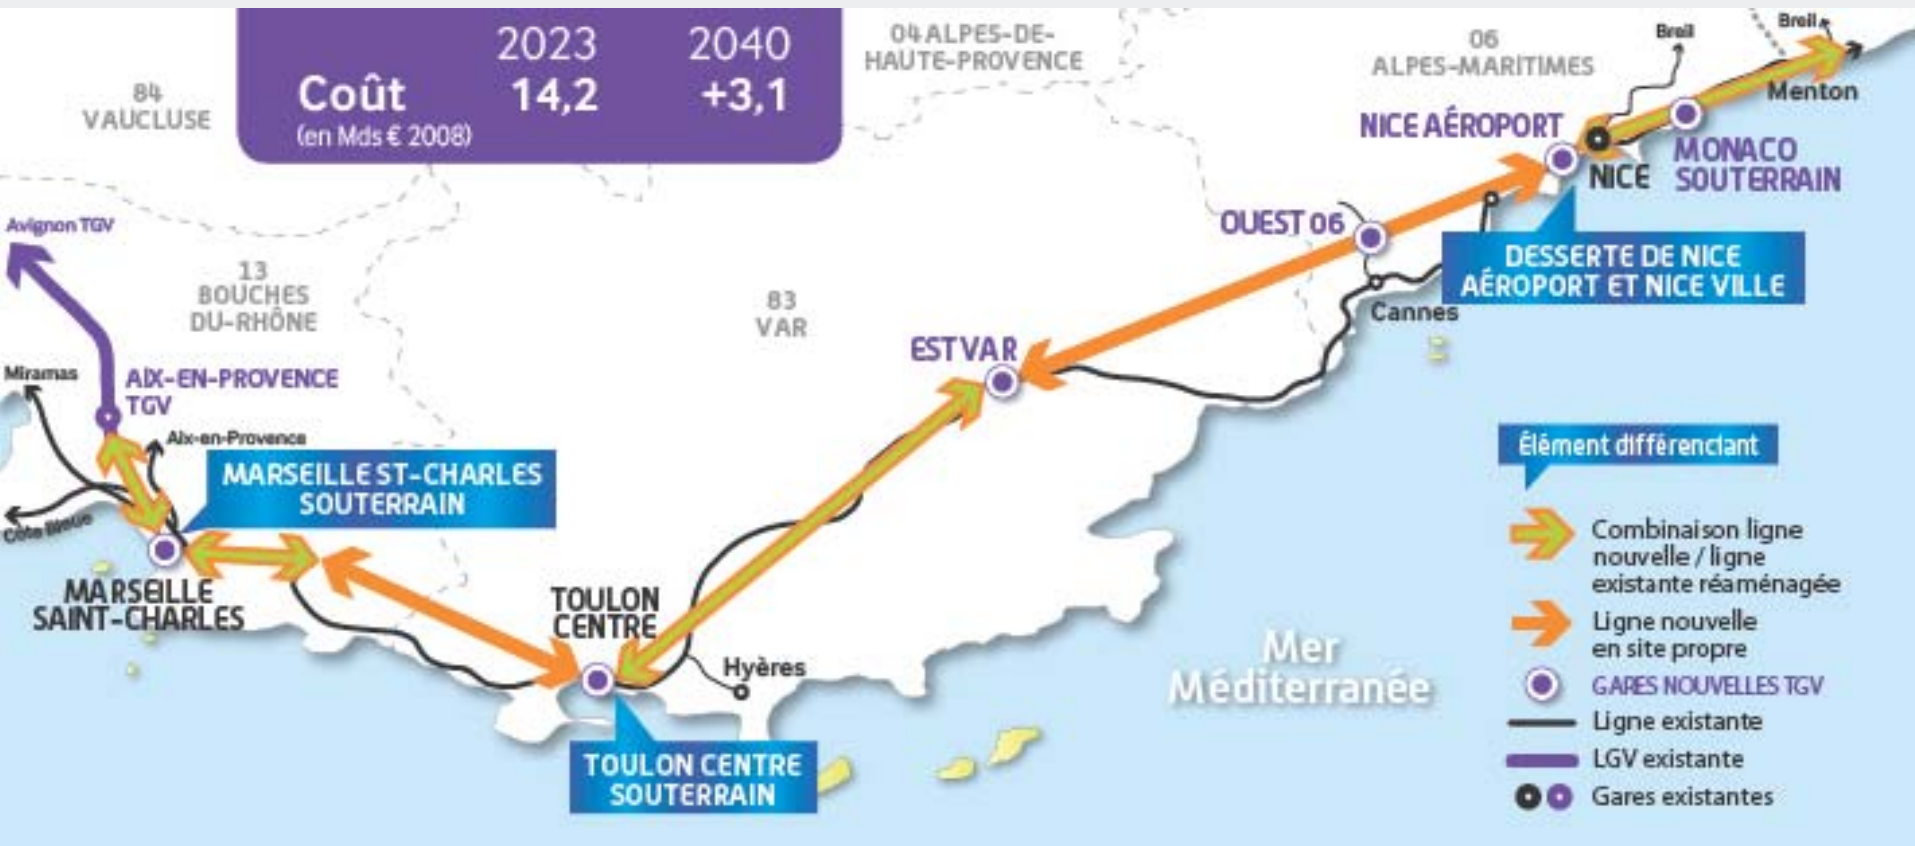 2023 2040
Coût 14,2 +3,1
(en Mds € 2008)
84
VAUCLUSE
04 ALPES-DE-
HAUTE-PROVENCE
06
ALPES-MARITIMES
Breil
Breil
Menton
NICE AÉROPORT
NICE
MONACO
SOUTERRAIN
Avignon TGV
13
BOUCHES
DU-RHÔNE
83
VAR
OUEST 06
DESSERTE DE NICE
AÉROPORT ET NICE VILLE
Cannes
EST VAR
Miramas
AIX-EN-PROVENCE
TGV
Aix-en-Provence
MARSEILLE ST-CHARLES
SOUTERRAIN
Côte Bleue
MARSEILLE
SAINT-CHARLES
TOULON
CENTRE
Hyères
TOULON CENTRE
SOUTERRAIN
Mer
Méditerranée
Élément différenciant
Combinaison ligne
nouvelle / ligne
existante réaménagée
Ligne nouvelle
en site propre
GARES NOUVELLES TGV
Ligne existante
LGV existante
Gares existantes